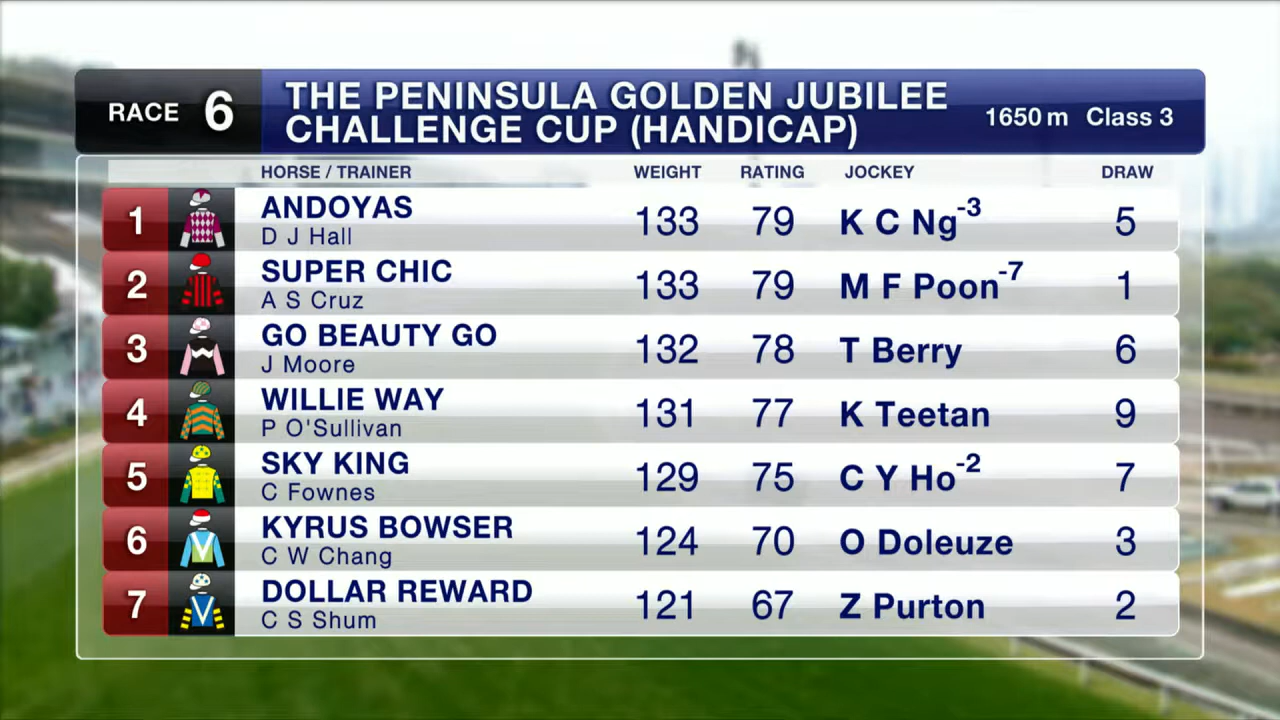 RACE 6
THE PENINSULA GOLDEN JUBILEE
CHALLENGE CUP (HANDICAP)
1650 m Class 3
HORSE / TRAINER WEIGHT RATING JOCKEY DRAW
1 ANDOYAS 133 79 K C Ng-3 5
D J Hall
2 SUPER CHIC 133 79 M F Poon-7 1
A S Cruz
3 GO BEAUTY GO 132 78 T Berry 6
J Moore
4 WILLIE WAY 131 77 K Teetan 9
P O'Sullivan
5 SKY KING 129 75 C Y Ho-2 7
C Fownes
6 KYRUS BOWSER 124 70 O Doleuze 3
C W Chang
7 DOLLAR REWARD 121 67 Z Purton 2
C S Shum